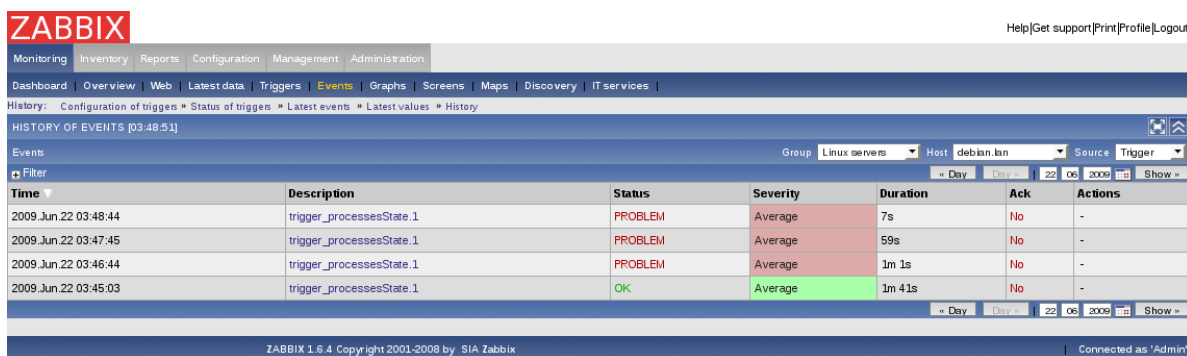 ZABBIX
Help|Get support|Print|Profile|Logout
Monitoring Inventory Reports Configuration Management Administration
Dashboard | Overview | Web | Latest data | Triggers | Events | Graphs | Screens | Maps | Discovery | IT services |
History: Configuration of triggers » Status of triggers » Latest events » Latest values » History
HISTORY OF EVENTS [03:48:51]
Events Group Linux servers Host debian.lan Source Trigger
Filter « Day Day » | 22 06 2009 Show »
Time Description Status Severity Duration Ack Actions
2009.Jun.22 03:48:44 trigger_processesState.1 PROBLEM Average 7s No -
2009.Jun.22 03:47:45 trigger_processesState.1 PROBLEM Average 59s No -
2009.Jun.22 03:46:44 trigger_processesState.1 PROBLEM Average 1m 1s No -
2009.Jun.22 03:45:03 trigger_processesState.1 OK Average 1m 41s No -
« Day Day » | 22 06 2009 Show »
ZABBIX 1.6.4 Copyright 2001-2008 by SIA Zabbix | Connected as 'Admin'